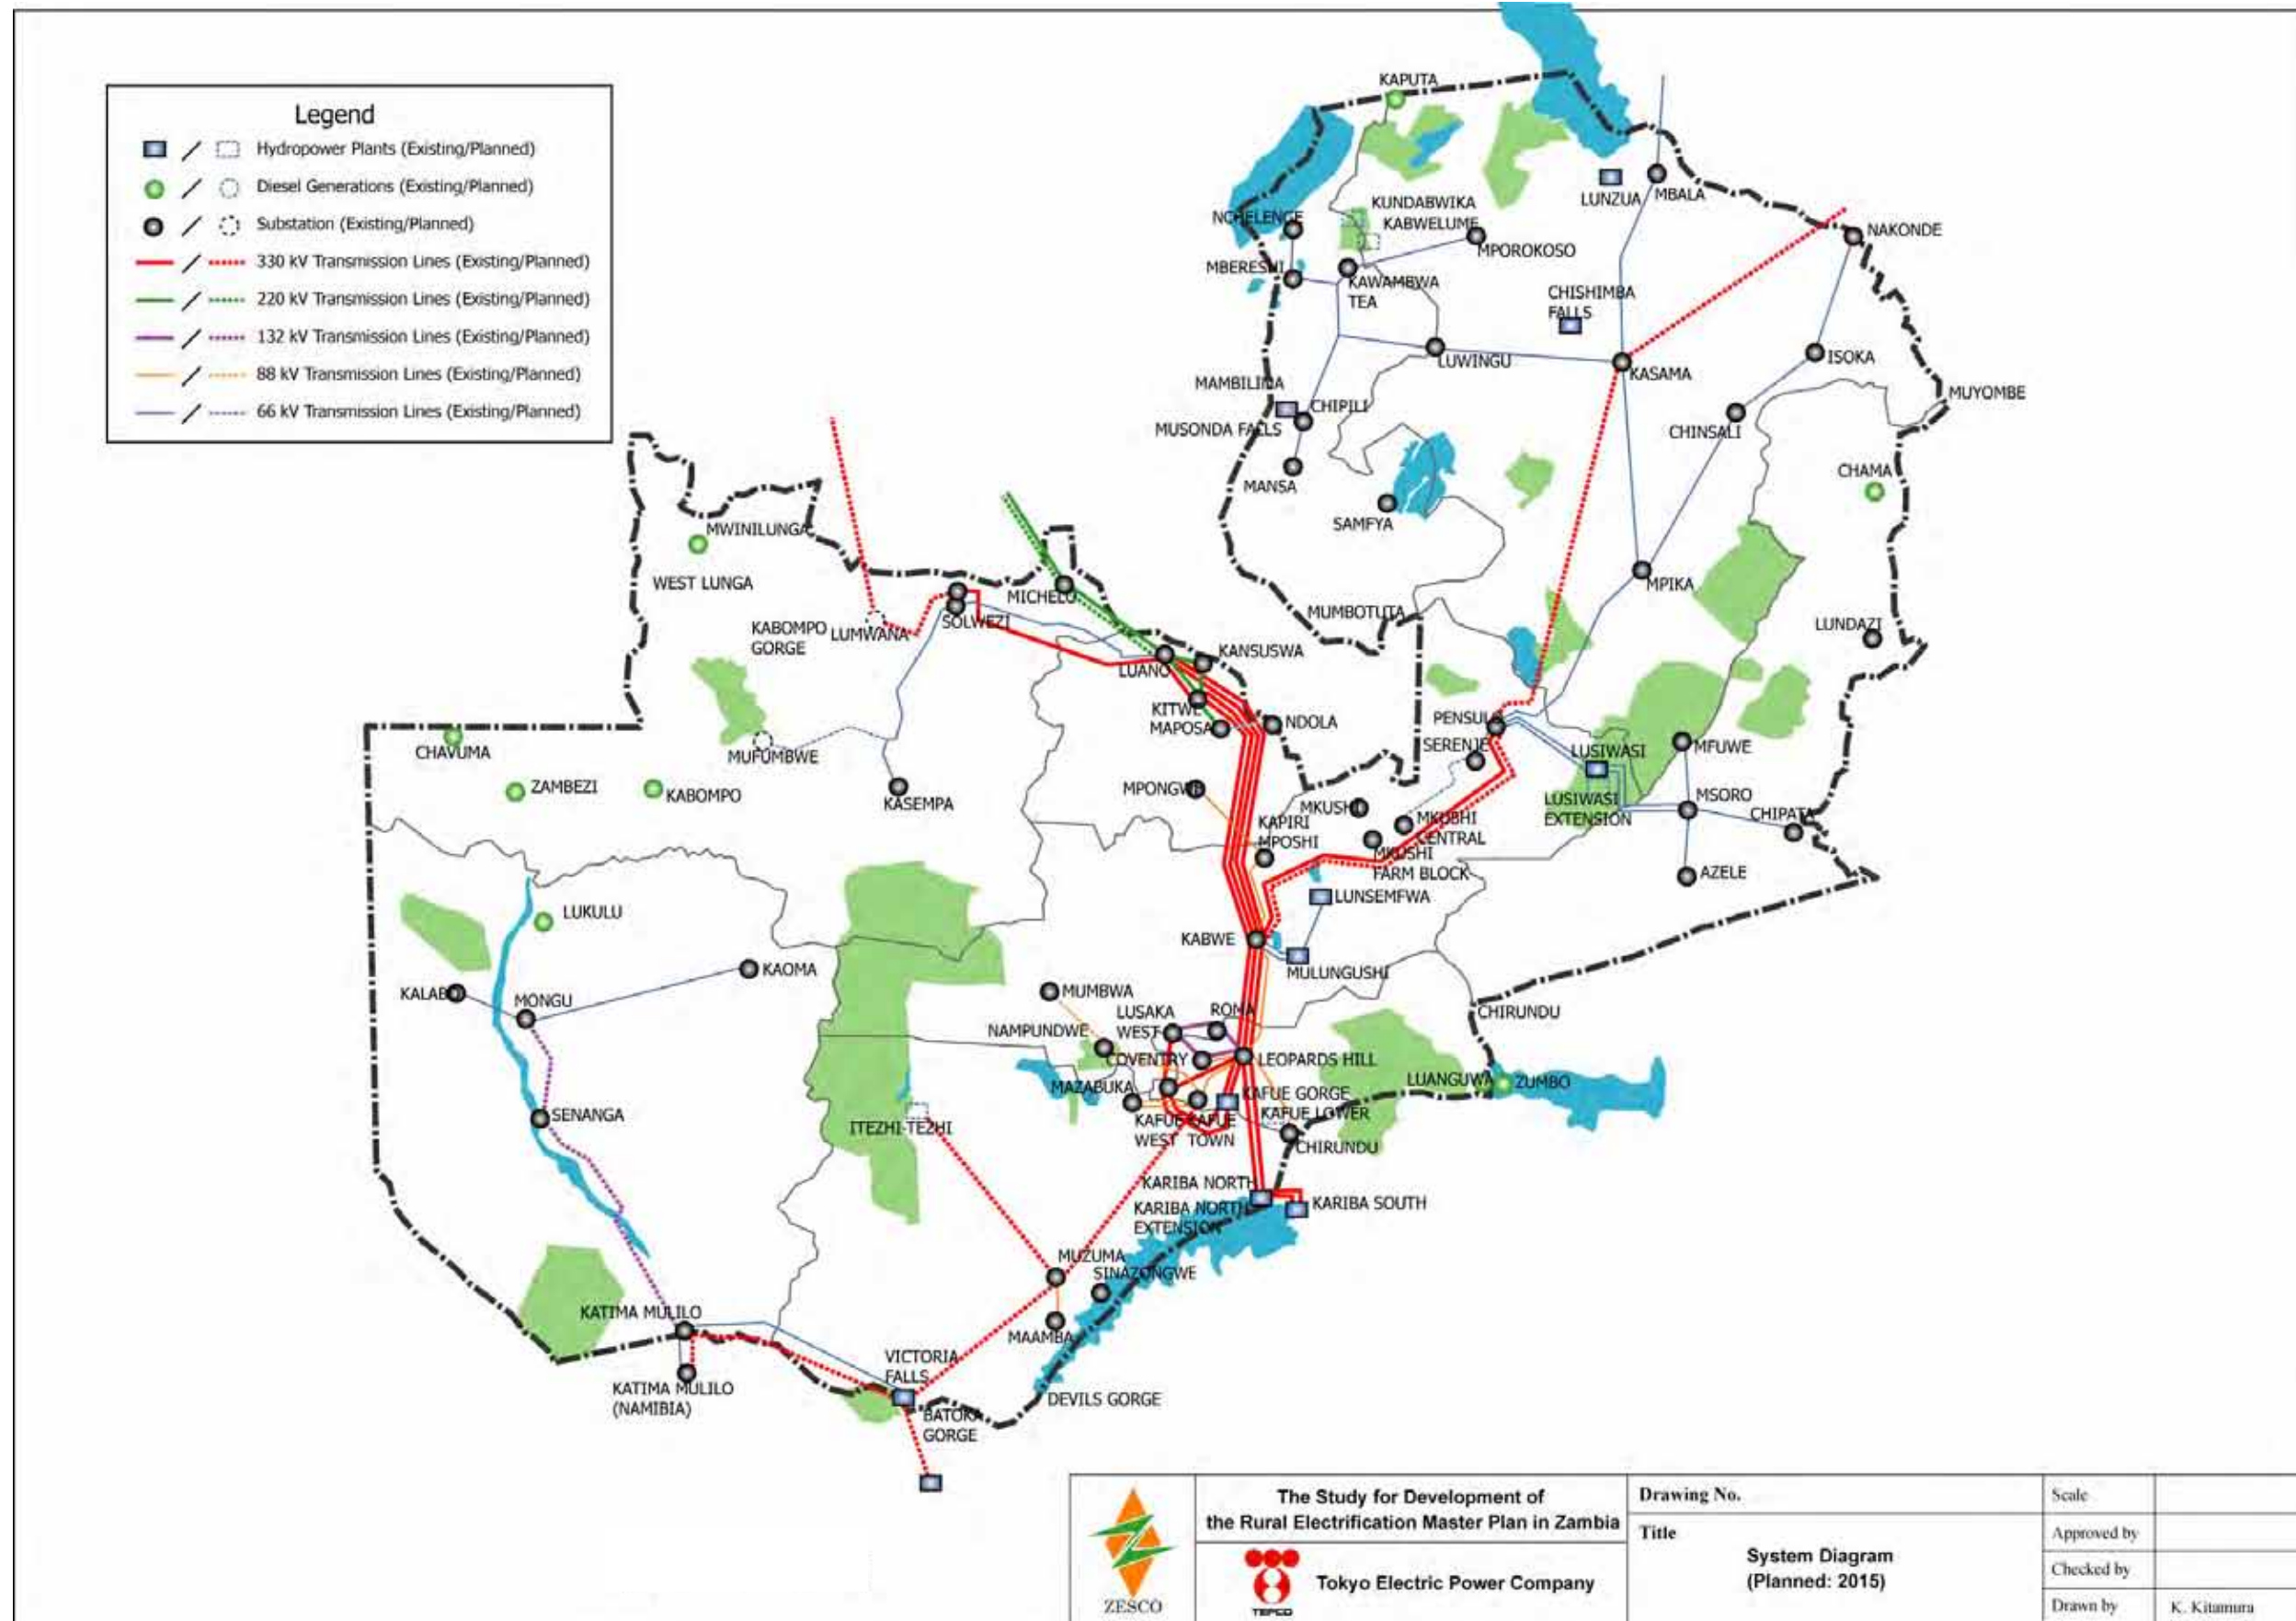 Legend
Hydropower Plants (Existing/Planned)
Diesel Generations (Existing/Planned)
Substation (Existing/Planned)
330 kV Transmission Lines (Existing/Planned)
220 kV Transmission Lines (Existing/Planned)
132 kV Transmission Lines (Existing/Planned)
88 kV Transmission Lines (Existing/Planned)
66 kV Transmission Lines (Existing/Planned)
KAPUTA
LUNZUA
MBALA
KUNDABWIKA
KABWELUME
NCHELENGE
NAKONDE
MPOROKOSO
MBERESHI
KAWAMBWA
TEA
CHISHIMBA
FALLS
LUWINGU
KASAMA
ISOKA
MAMBILIMA
CHIPILI
MUSONDA FALLS
MUYOMBE
CHINSALI
CHAMA
MANSA
SAMFYA
MWINILUNGA
WEST LUNGA
MICHELO
MPIKA
MUMBOTUTA
KABOMPO
GORGE
LUMWANA
SOLWEZI
LUNDAZI
LUANO
KANSUSWA
KITWE
MAPOSA
NDOLA
PENSULO
SERENJE
CHAVUMA
MUFUMBWE
LUSIWASI
MFUWE
ZAMBEZI
KABOMPO
KASEMPA
MPONGWE
MKUSHI
LUSIWASI
EXTENSION
MSORO
CHIPATA
KAPIRI
MPOSHI
MKUSHI
CENTRAL
MKUSHI
FARM BLOCK
AZELE
LUNSEMFWA
LUKULU
KABWE
MULUNGUSHI
KAOMA
KALABO
MONGU
MUMBWA
LUSAKA
WEST
ROMA
CHIRUNDU
NAMPUNDWE
COVENTRY
LEOPARDS HILL
MAZABUKA
LUANGUWA
ZUMBO
KAFUE GORGE
KAFUE LOWER
SENANGA
ITEZHI-TEZHI
KAFUE
WEST
KAFUE
TOWN
CHIRUNDU
KARIBA NORTH
KARIBA NORTH
EXTENSION
KARIBA SOUTH
MUZUMA
SINAZONGWE
KATIMA MULILO
MAAMBA
VICTORIA
FALLS
KATIMA MULILO
(NAMIBIA)
DEVILS GORGE
BATOKA
GORGE
ZESCO
The Study for Development of
the Rural Electrification Master Plan in Zambia
TEPCO
Tokyo Electric Power Company
Drawing No.
Title
System Diagram
(Planned: 2015)
Scale
Approved by
Checked by
Drawn by
K. Kitamura